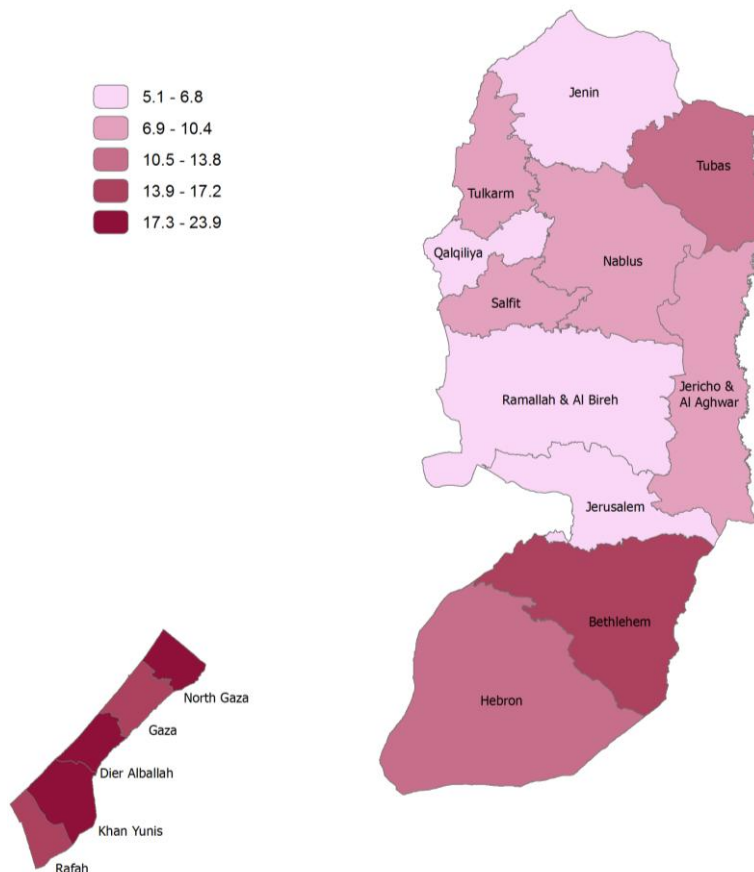 5.1 - 6.8
6.9 - 10.4
10.5 - 13.8
13.9 - 17.2
17.3 - 23.9
Jenin
Tubas
Tulkarm
Qalqiliya
Nablus
Salfit
Ramallah & Al Bireh
Jericho &
Al Aghwar
Jerusalem
Bethlehem
Hebron
North Gaza
Gaza
Dier Alballah
Khan Yunis
Rafah